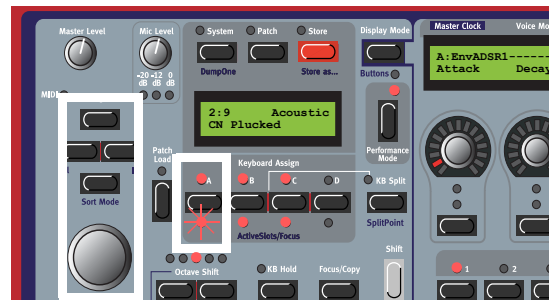 Master Level
Mic Level
System
Patch
Store
Display Mode
Master Clock
Voice Mo
DumpOne
Store as...
Buttons
-20 -12 0
dB dB dB
MIDI
A:EnvADSR1------
Attack Decay
2:9 Acoustic
CN Plucked
Performance
Mode
Patch
Load
Keyboard Assign
A
B
C
D
KB Split
Sort Mode
ActiveSlots/Focus
SplitPoint
Shift
Octave Shift
KB Hold
Focus/Copy
1
2